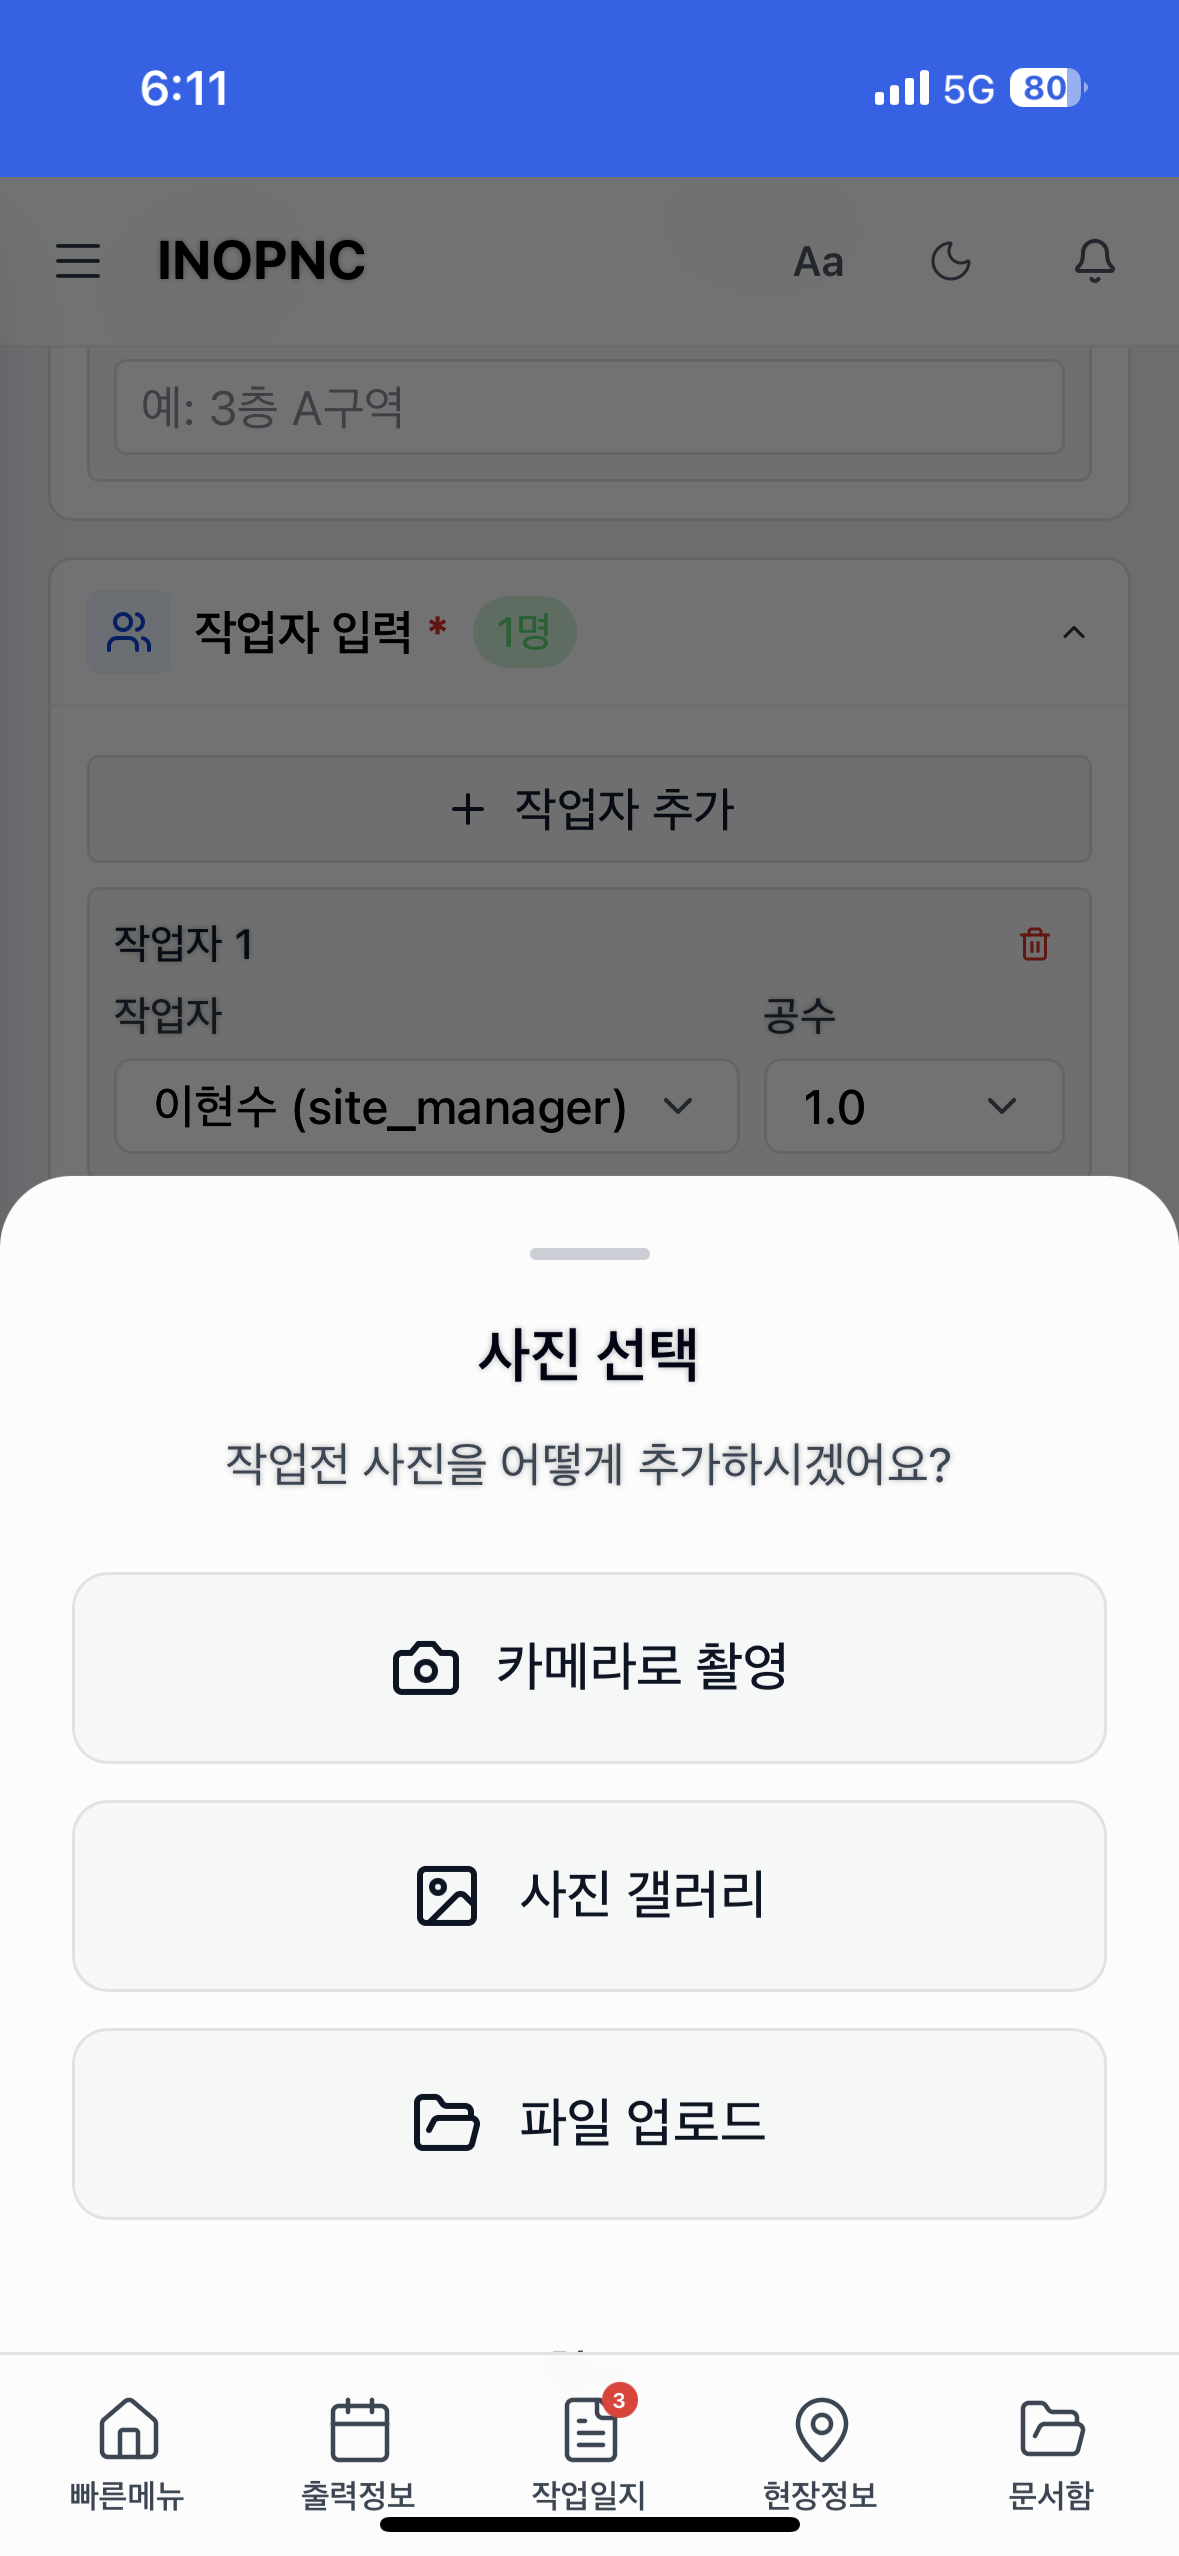 6:11
5G 80
INOPNC
Aa
예: 3층 A구역
작업자 입력 * 1명
+ 작업자 추가
작업자 1
작업자 공수
이현수 (site_manager) 1.0
사진 선택
작업전 사진을 어떻게 추가하시겠어요?
카메라로 촬영
사진 갤러리
파일 업로드
3
빠른메뉴 출력정보 작업일지 현장정보 문서함